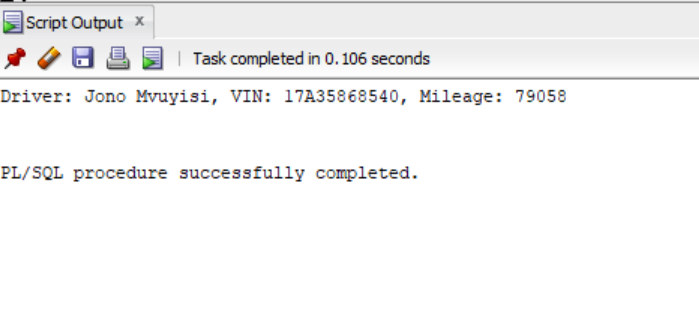 Script Output x
Task completed in 0.106 seconds
Driver: Jono Mvuyisi, VIN: 17A35868540, Mileage: 79058
PL/SQL procedure successfully completed.